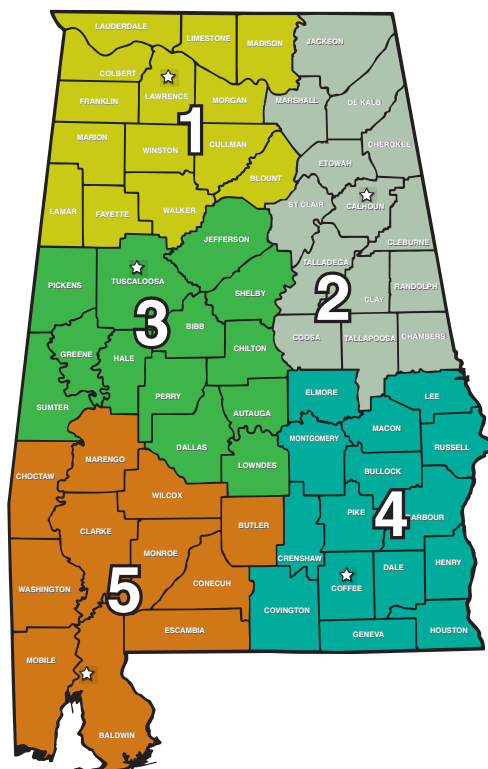 LAUDERDALE
LIMESTONE
MADISON
JACKSON
COLBERT
LAWRENCE
FRANKLIN
MORGAN
MARSHALL
DE KALB
1
MARION
WINSTON
CULLMAN
CHEROKEE
ETOWAH
BLOUNT
LAMAR
FAYETTE
WALKER
ST CLAIR
CALHOUN
JEFFERSON
CLEBURNE
TALLADEGA
PICKENS
TUSCALOOSA
SHELBY
2
CLAY
RANDOLPH
3
BIBB
COOSA
TALLAPOOSA
CHAMBERS
GREENE
HALE
CHILTON
PERRY
ELMORE
LEE
SUMTER
AUTAUGA
MACON
MONTGOMERY
RUSSELL
DALLAS
MARENGO
LOWNDES
BULLOCK
CHOCTAW
WILCOX
PIKE
4
ARBOUR
BUTLER
CLARKE
MONROE
CRENSHAW
DALE
HENRY
5
CONECUH
COFFEE
WASHINGTON
COVINGTON
ESCAMBIA
GENEVA
HOUSTON
MOBILE
BALDWIN